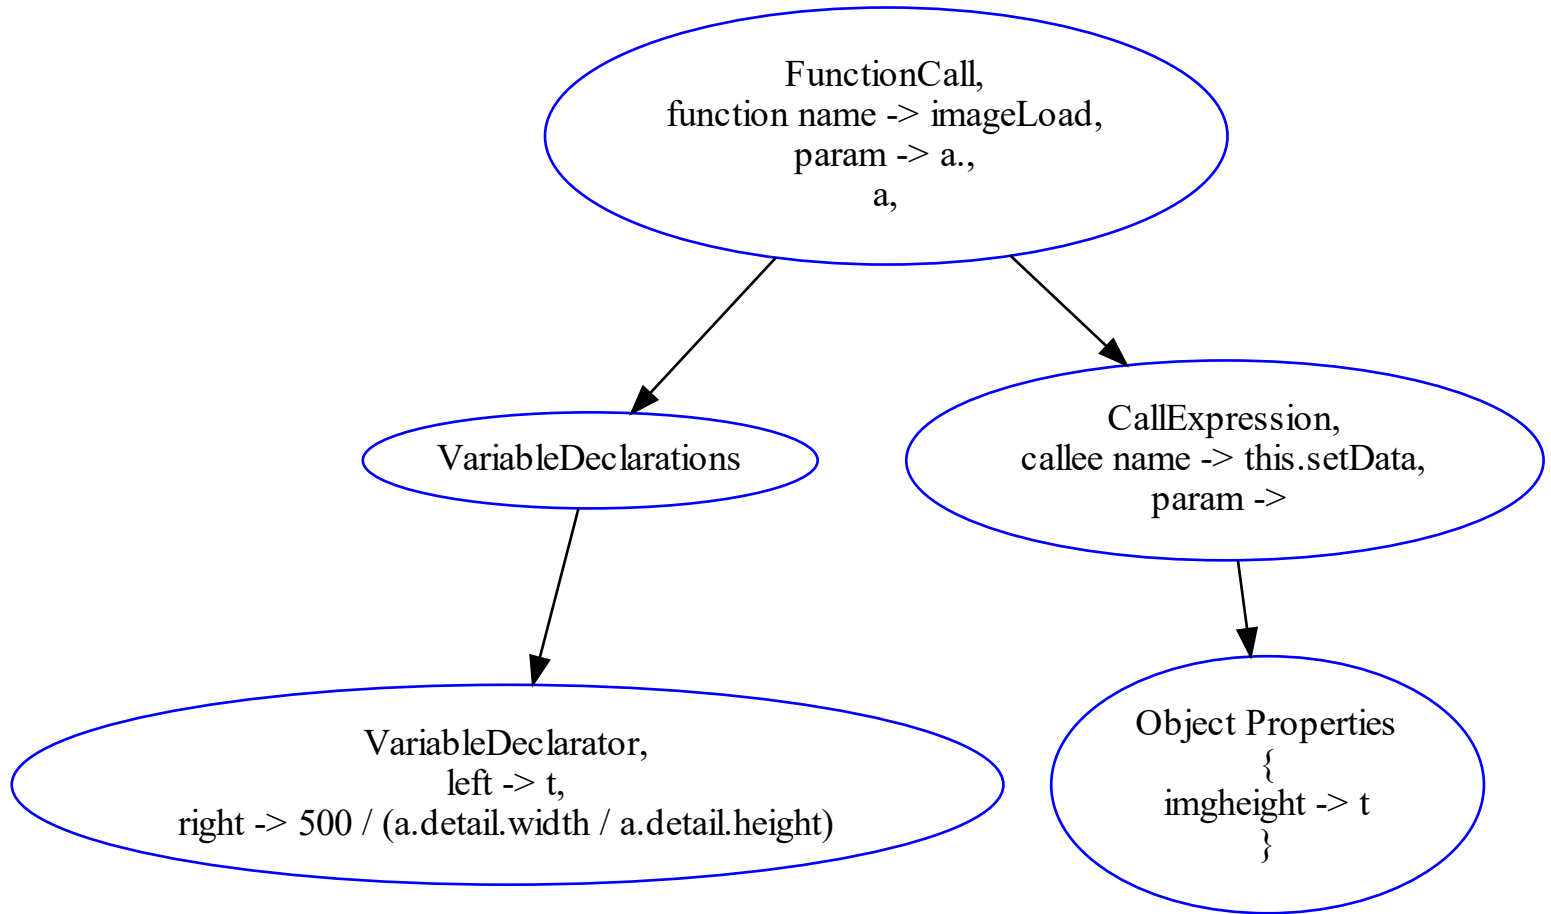 FunctionCall,
function name -> imageLoad,
param -> a.,
a,
VariableDeclarations
CallExpression,
callee name -> this.setData,
param ->
VariableDeclarator,
left -> t,
right -> 500 / (a.detail.width / a.detail.height)
Object Properties
{
imgheight -> t
}